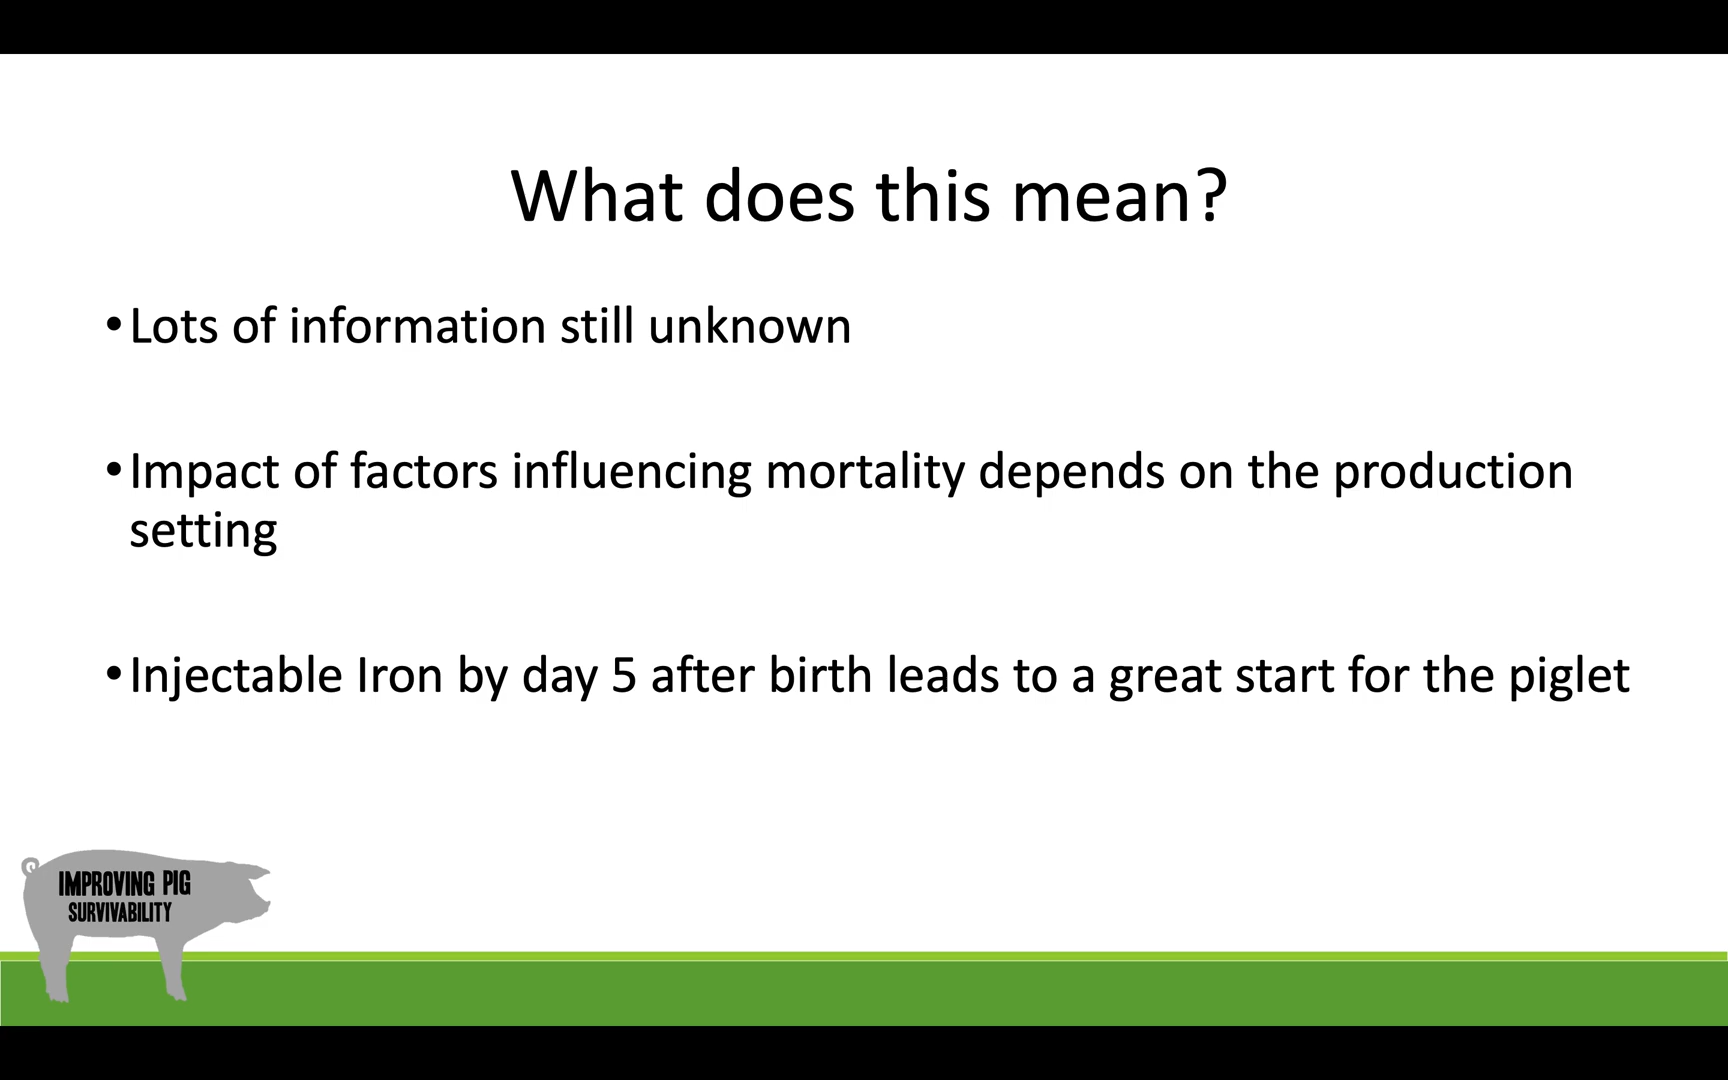 What does this mean?
•Lots of information still unknown
•Impact of factors influencing mortality depends on the production
setting
•Injectable Iron by day 5 after birth leads to a great start for the piglet
IMPROVING PIG
SURVIVABILITY